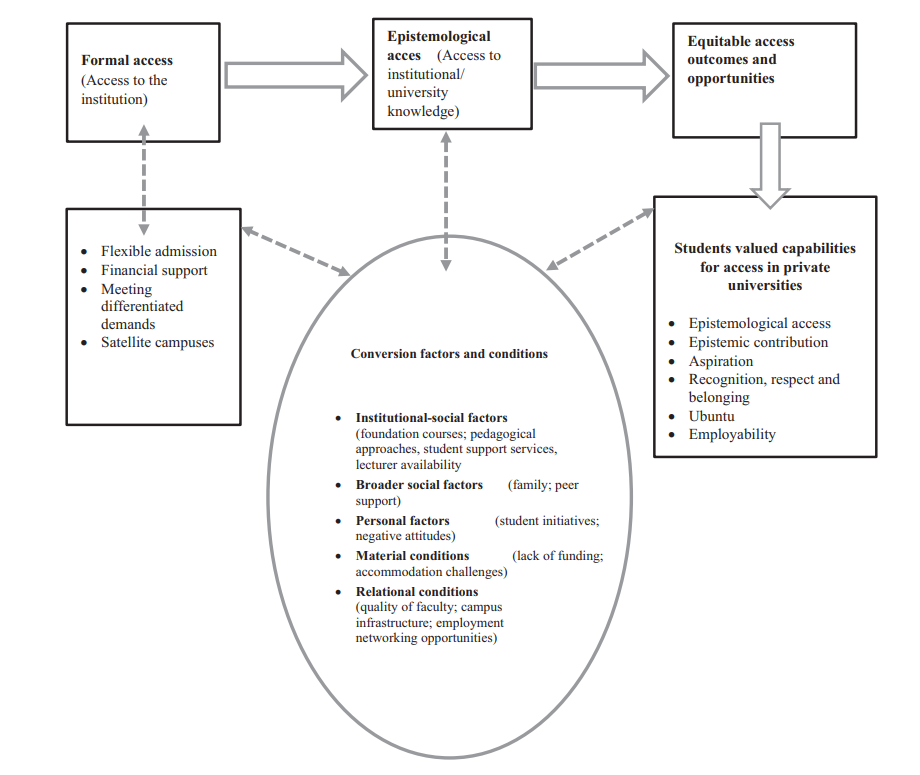 Formal access
(Access to the
institution)
Epistemological
acces (Access to
institutional/
university
knowledge)
Equitable access
outcomes and
opportunities
• Flexible admission
• Financial support
• Meeting
differentiated
demands
• Satellite campuses
Students valued capabilities
for access in private
universities
• Epistemological access
• Epistemic contribution
• Aspiration
• Recognition, respect and
belonging
• Ubuntu
• Employability
Conversion factors and conditions
• Institutional-social factors
(foundation courses; pedagogical
approaches, student support services,
lecturer availability
• Broader social factors (family; peer
support)
• Personal factors (student initiatives;
negative attitudes)
• Material conditions (lack of funding;
accommodation challenges)
• Relational conditions
(quality of faculty; campus
infrastructure; employment
networking opportunities)